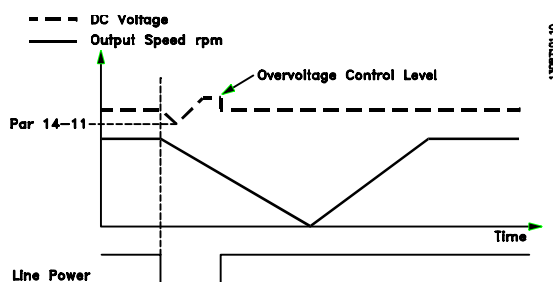 DC Voltage
Output Speed rpm
Overvoltage Control Level
Par 14-11
Time
Line Power